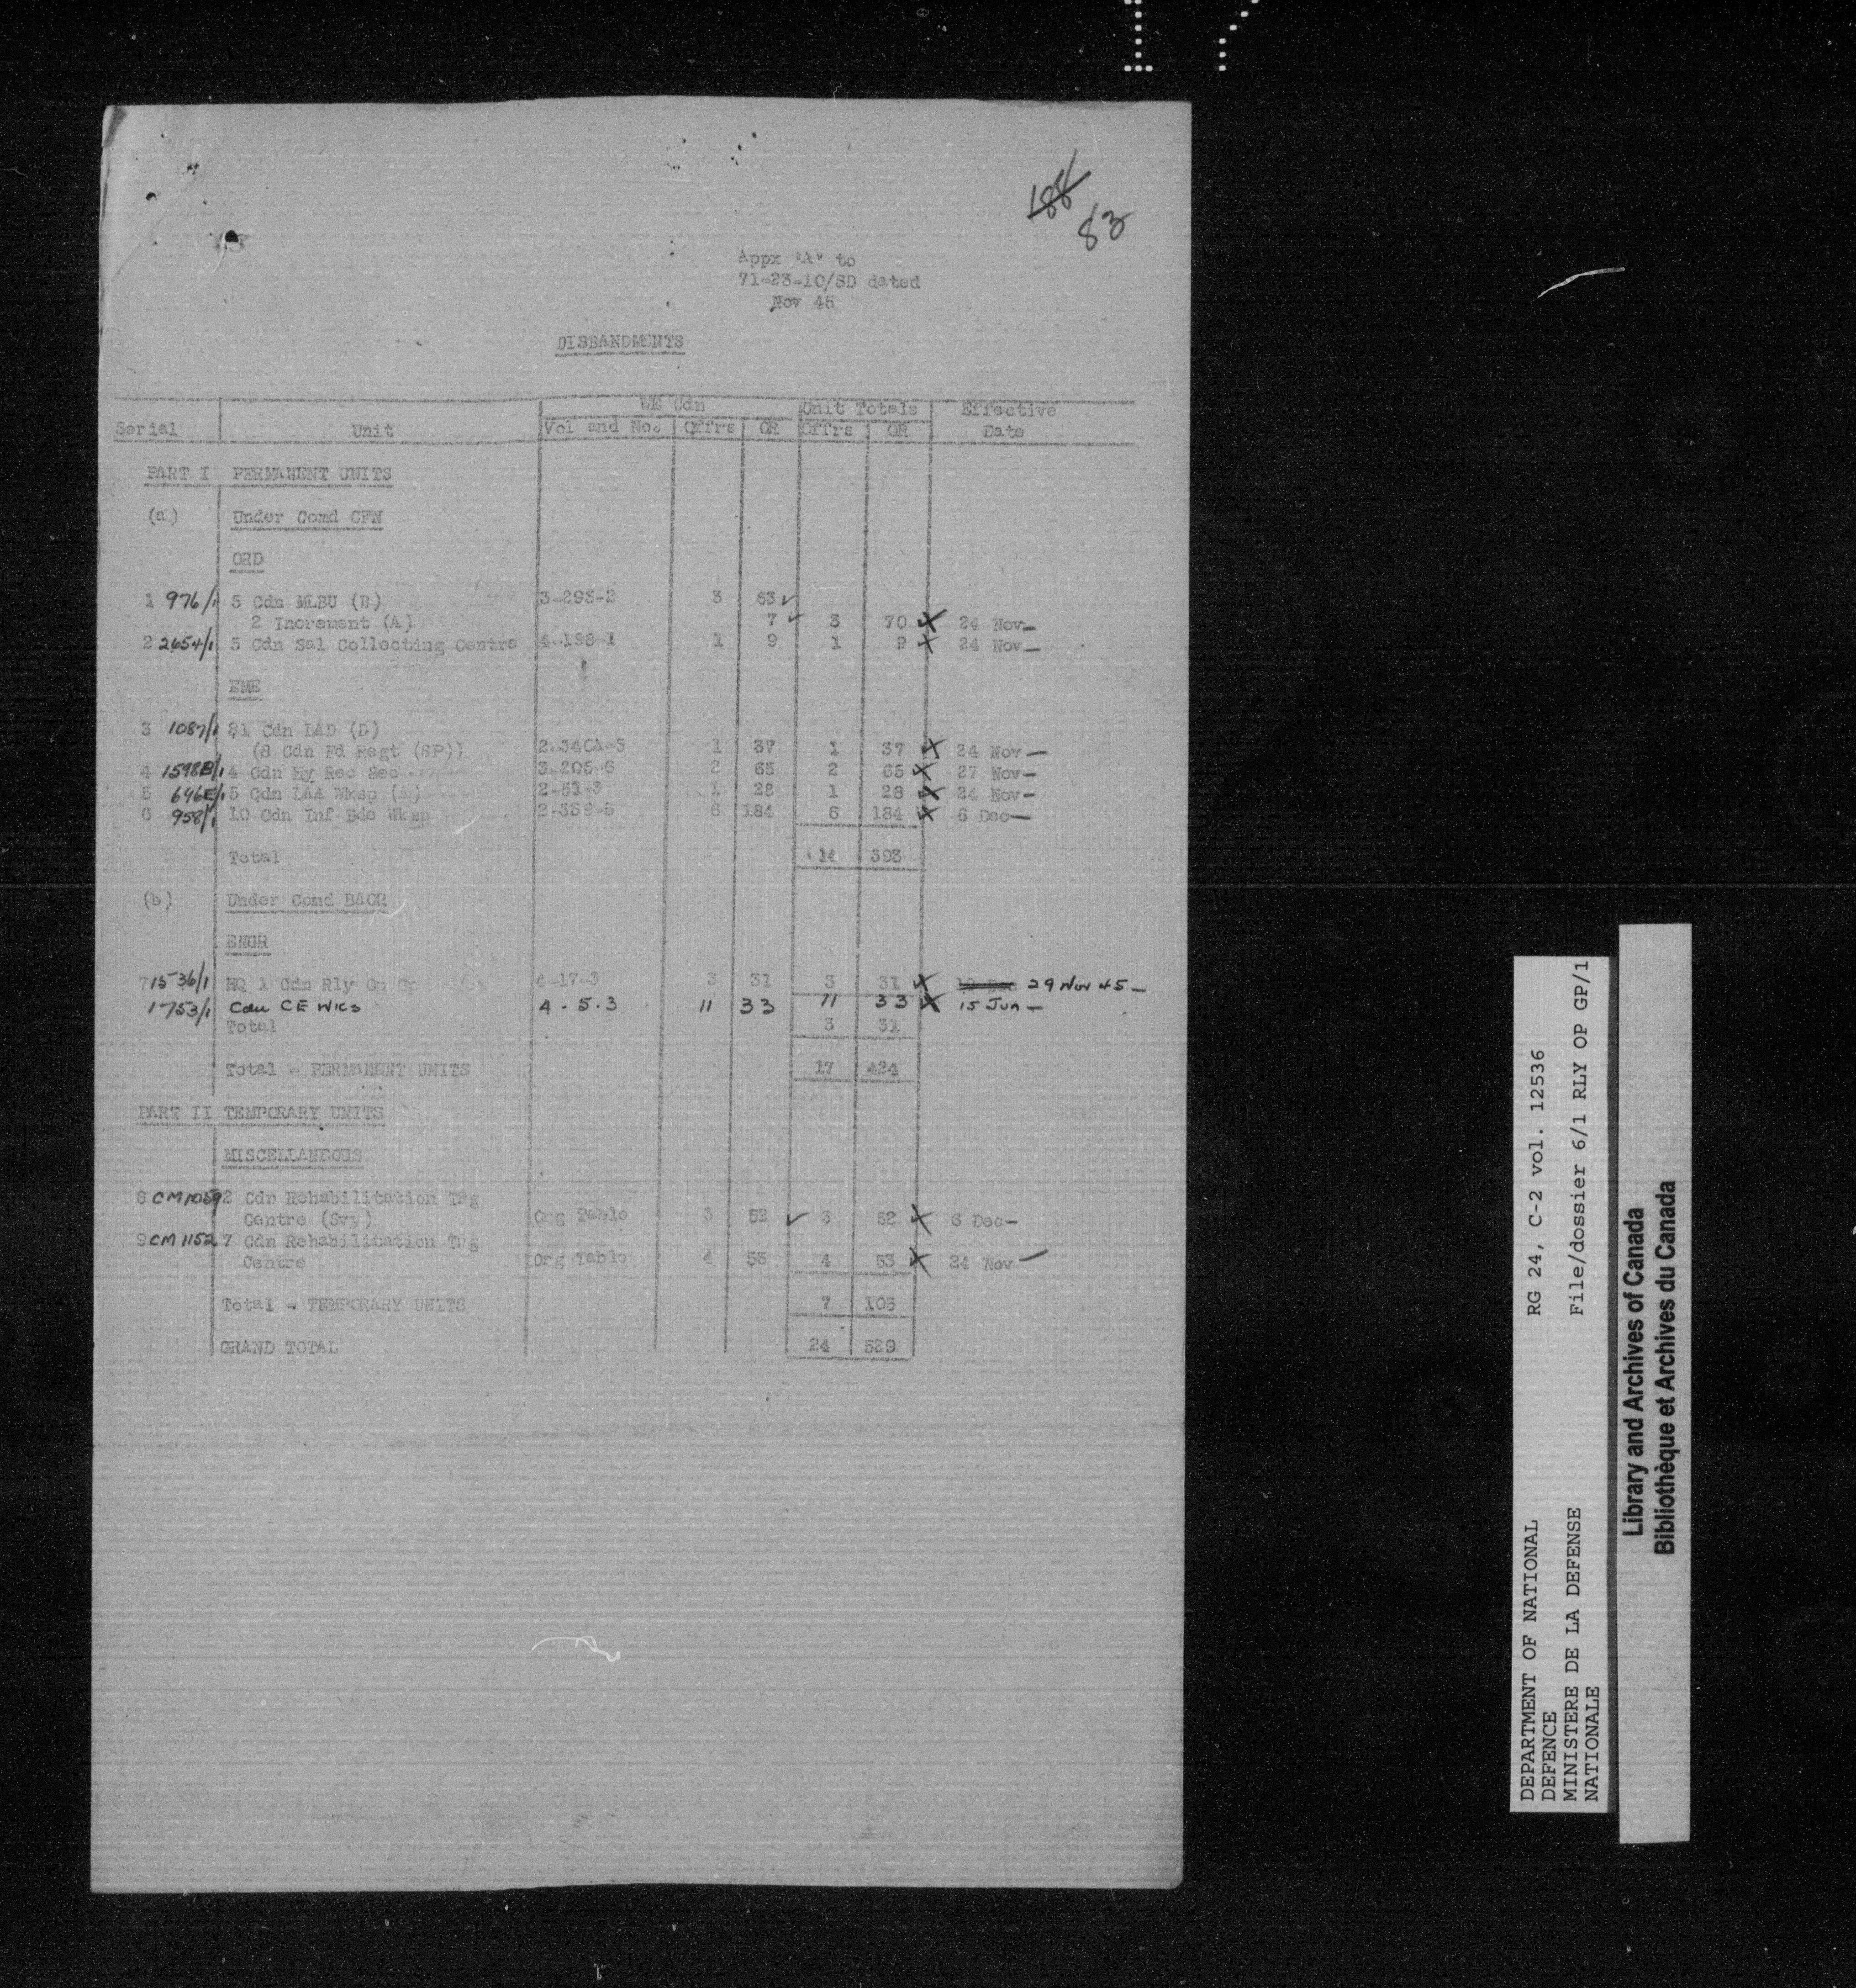 17
188
83
Appx "A" to
71-23-10/SD dated
Nov 45
DISBANDMENTS
WE Cdn Unit Totals Effective
Serial Unit Vol and No. Offrs OR Offrs OR Date
PART I PERMANENT UNITS
(a) Under Comd CFN
ORD
1 976/1 5 Cdn MLBU (B) 3-293-2 3 63
2 Increment (A) 7 3 70 24 Nov
2 2654/1 5 Cdn Sal Collecting Centre 4-198-1 1 9 1 9 24 Nov
EME
3 1087/1 81 Cdn LAD (D)
(8 Cdn Fd Regt (SP)) 2-340A-3 1 37 1 37 24 Nov
4 1598B/1 4 Cdn Hy Rec Sec 3-205-6 2 65 2 65 27 Nov
5 696E/1 5 Cdn LAA Wksp (A) 2-51-3 1 28 1 28 24 Nov
6 958/1 10 Cdn Inf Bde Wksp 2-339-5 6 184 6 184 6 Dec
Total 14 393
(b) Under Comd BAOR
ENGR
7 1536/1 HQ 1 Cdn Rly Op Gp 4-17-3 3 31 3 31 29 Nov 45
1753/1 Cdn CE Wks 4-5-3 11 33 11 33 15 Jun
Total 3 31
Total - PERMANENT UNITS 17 424
PART II TEMPORARY UNITS
MISCELLANEOUS
8 CM1059 2 Cdn Rehabilitation Trg
Centre (Svy) Org Table 3 52 3 52 6 Dec
9 CM1152 7 Cdn Rehabilitation Trg
Centre Org Table 4 53 4 53 24 Nov
Total - TEMPORARY UNITS 7 105
GRAND TOTAL 24 529
DEPARTMENT OF NATIONAL RG 24, C-2 vol. 12536
DEFENCE
MINISTERE DE LA DEFENSE File/dossier 6/1 RLY OP GP/1
NATIONALE
Library and Archives of Canada
Bibliothèque et Archives du Canada